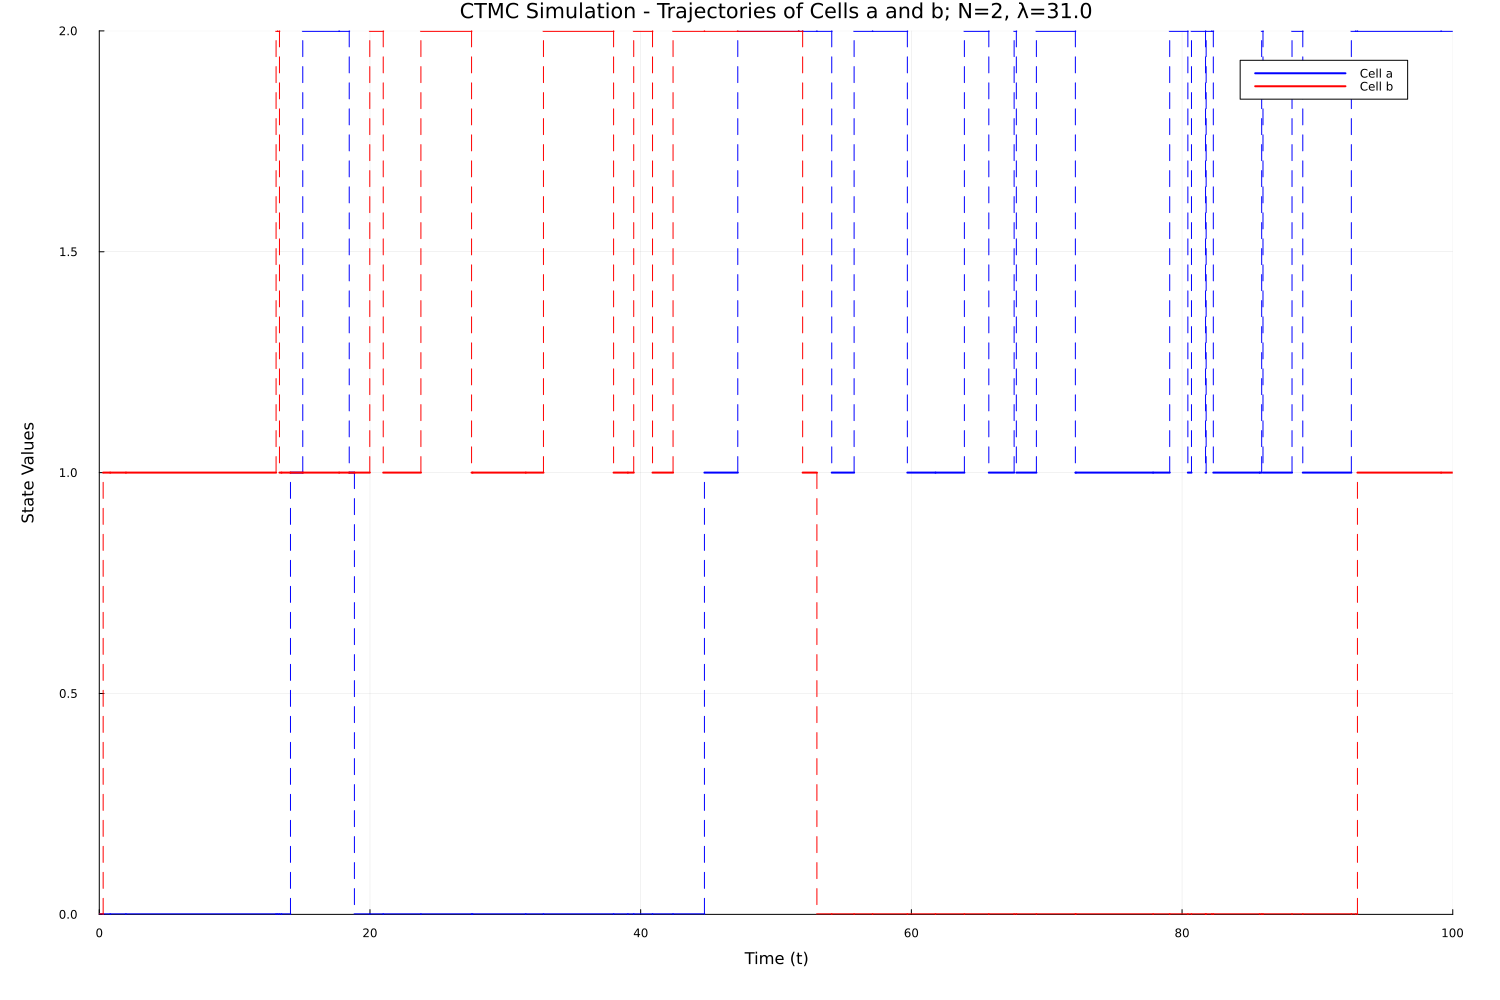 CTMC Simulation - Trajectories of Cells a and b; N=2, λ=31.0
2.0
Cell a
Cell b
1.5
1.0
State Values
0.5
0.0
0 20 40 60 80 100
Time (t)